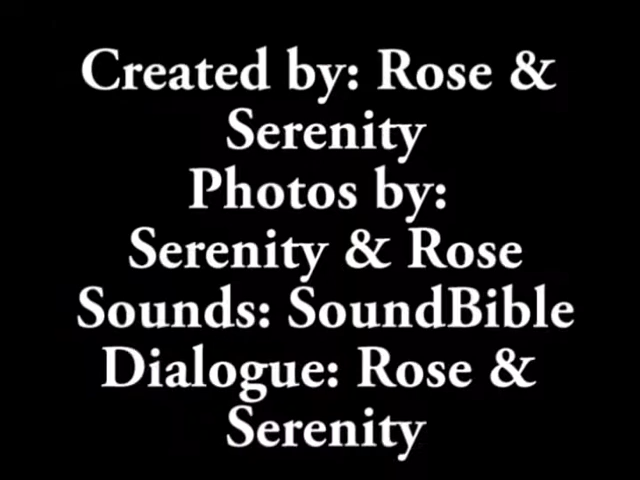 Created by: Rose &
Serenity
Photos by:
Serenity & Rose
Sounds: SoundBible
Dialogue: Rose &
Serenity